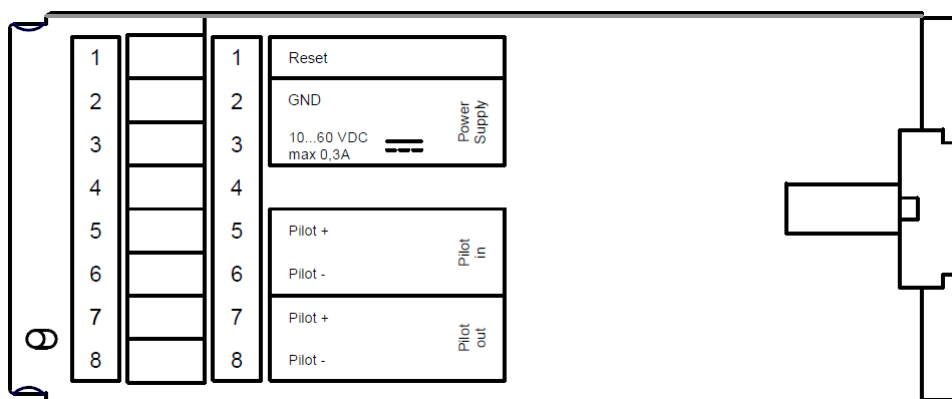 1 1 Reset
2 2 GND
3 3 10...60 VDC
max 0,3A
Power
Supply
4 4
5 5 Pilot +
6 6 Pilot -
Pilot
in
7 7 Pilot +
8 8 Pilot -
Pilot
out